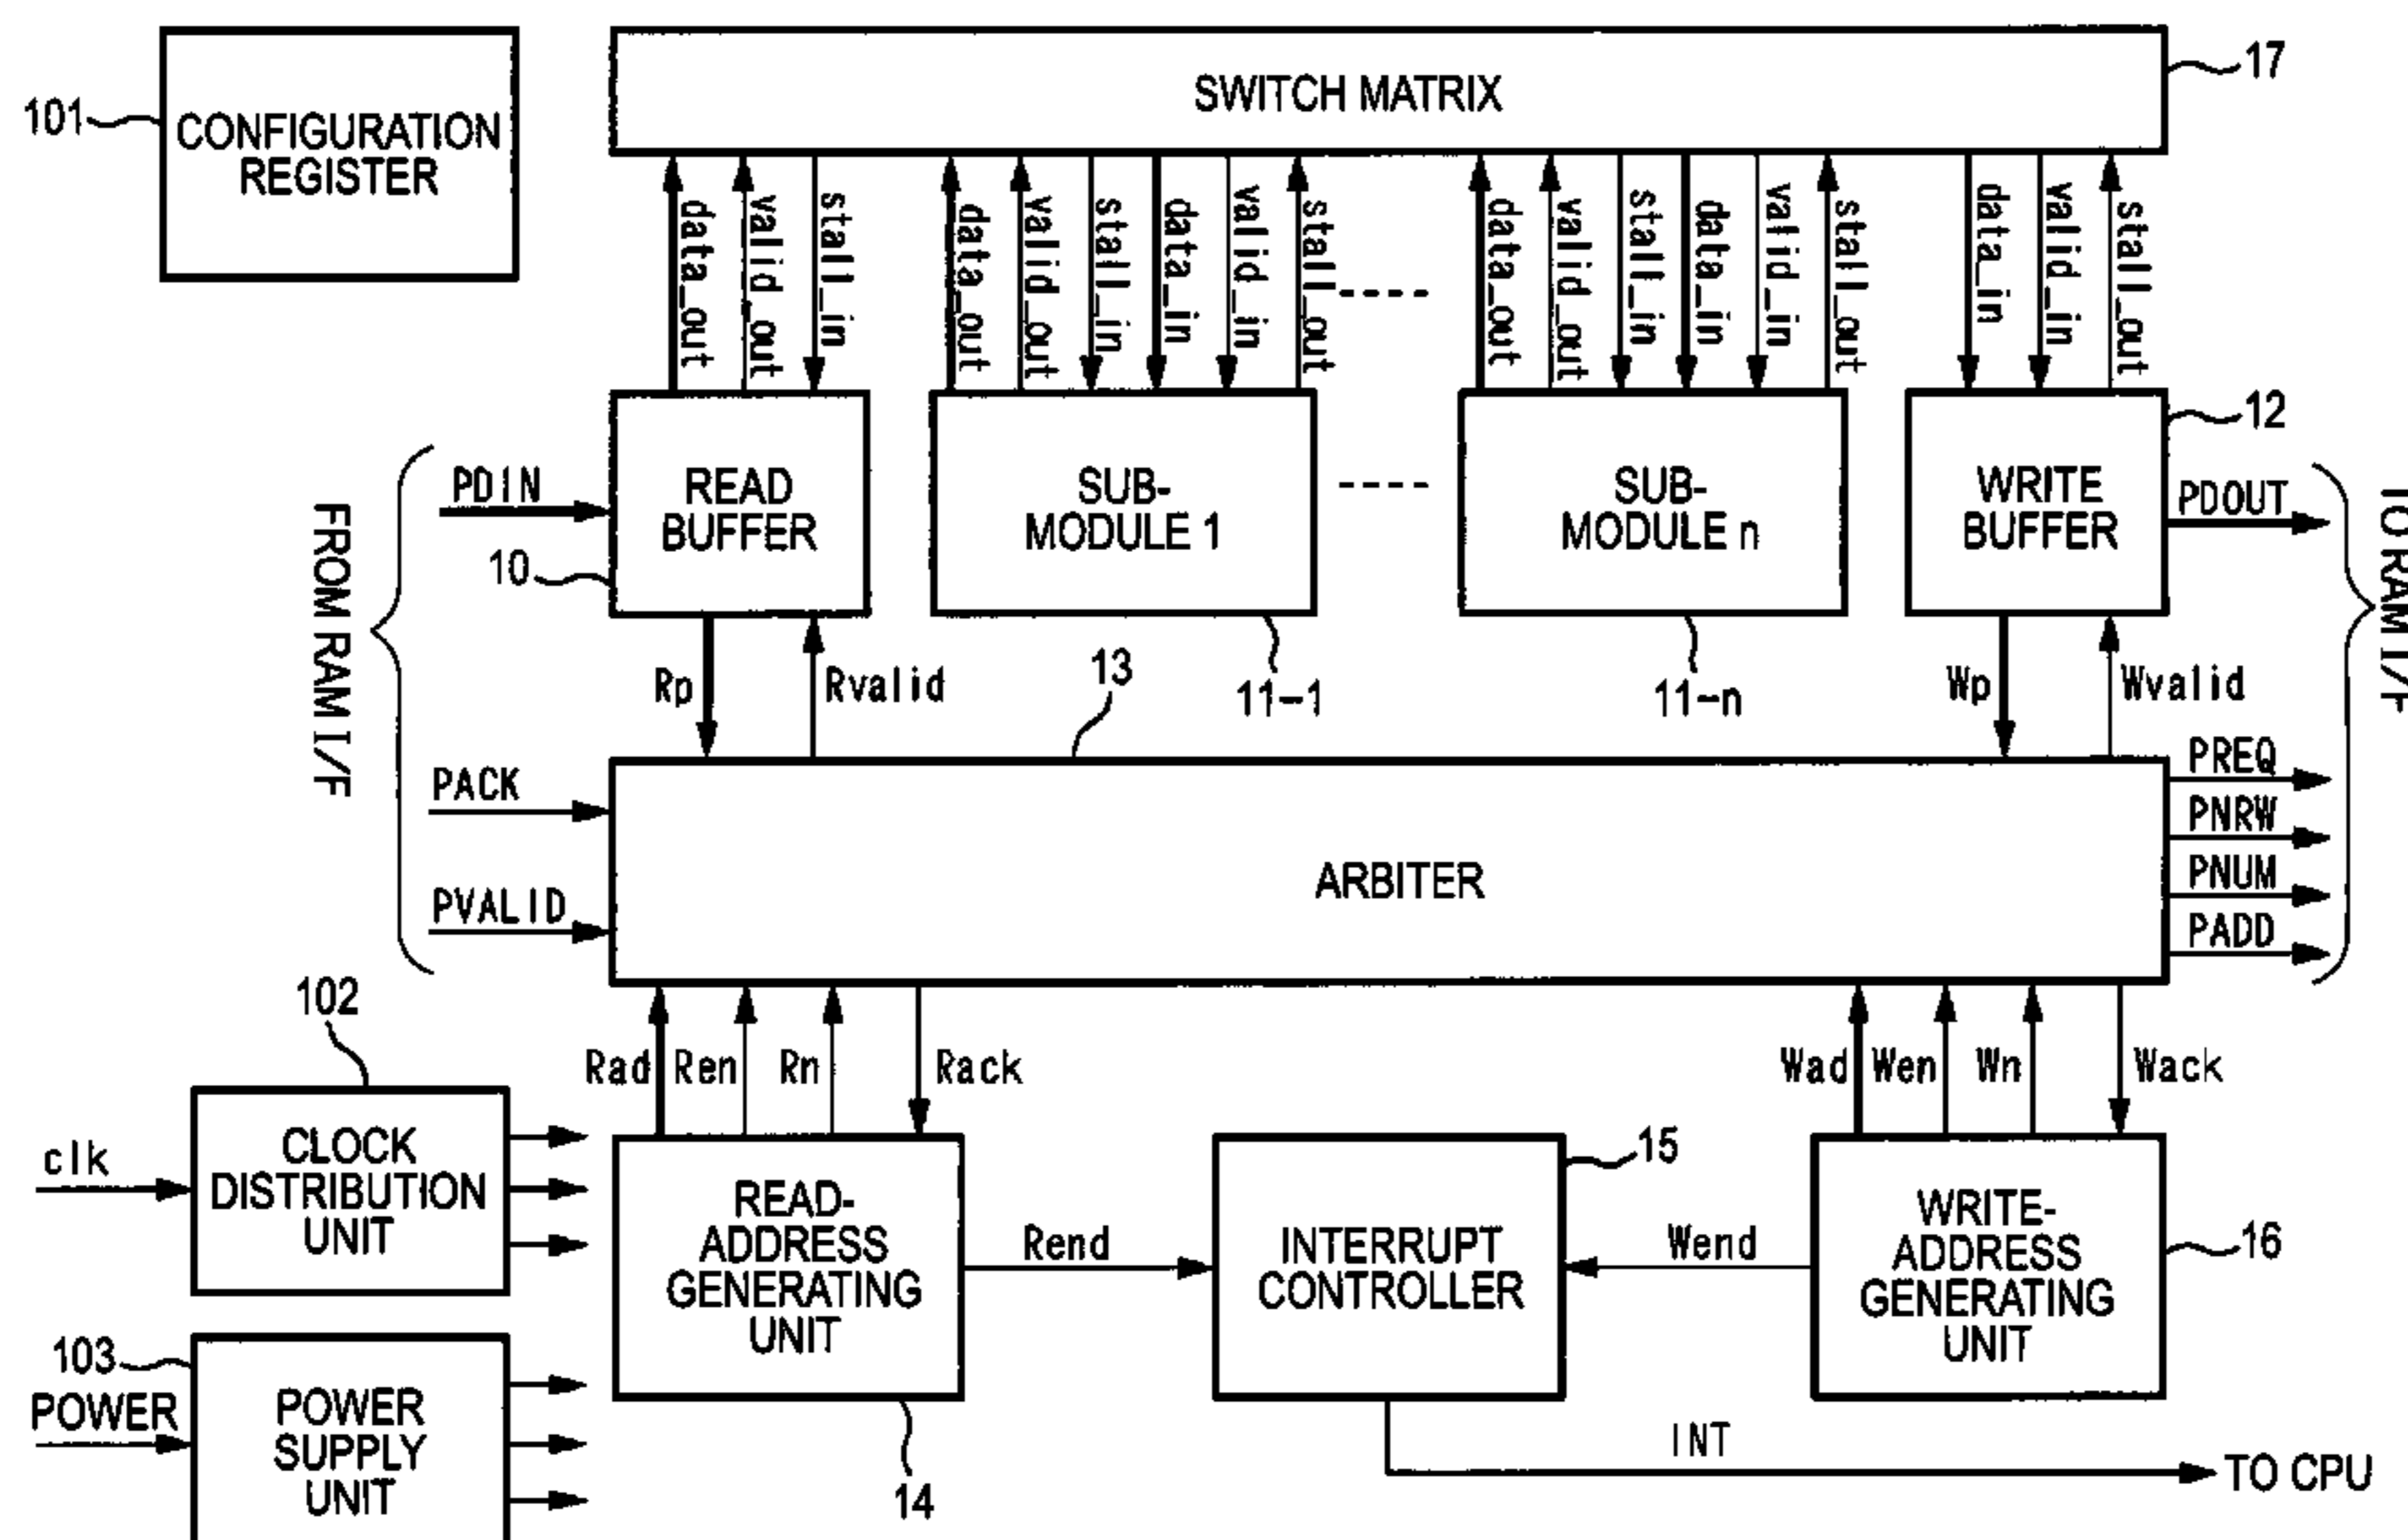 SWITCH MATRIX
17
101
CONFIGURATION
REGISTER
data_out
valid_out
stall_in
data_out
valid_out
stall_in
data_in
valid_in
stall_out
data_out
valid_out
stall_in
data_in
valid_in
stall_out
data_in
valid_in
stall_out
FROM RAM I/F
PDIN
READ
BUFFER
10
SUB-
MODULE 1
11-1
SUB-
MODULE n
11-n
WRITE
BUFFER
12
PDOUT
TO RAM I/F
Rp
Rvalid
13
Wp
Wvalid
PACK
PVALID
ARBITER
PREQ
PNRW
PNUM
PADD
102
clk
CLOCK
DISTRIBUTION
UNIT
Rad
Ren
Rn
Rack
Wad
Wen
Wn
Wack
READ-
ADDRESS
GENERATING
UNIT
14
Rend
INTERRUPT
CONTROLLER
15
Wend
WRITE-
ADDRESS
GENERATING
UNIT
16
103
POWER
POWER
SUPPLY
UNIT
INT
TO CPU